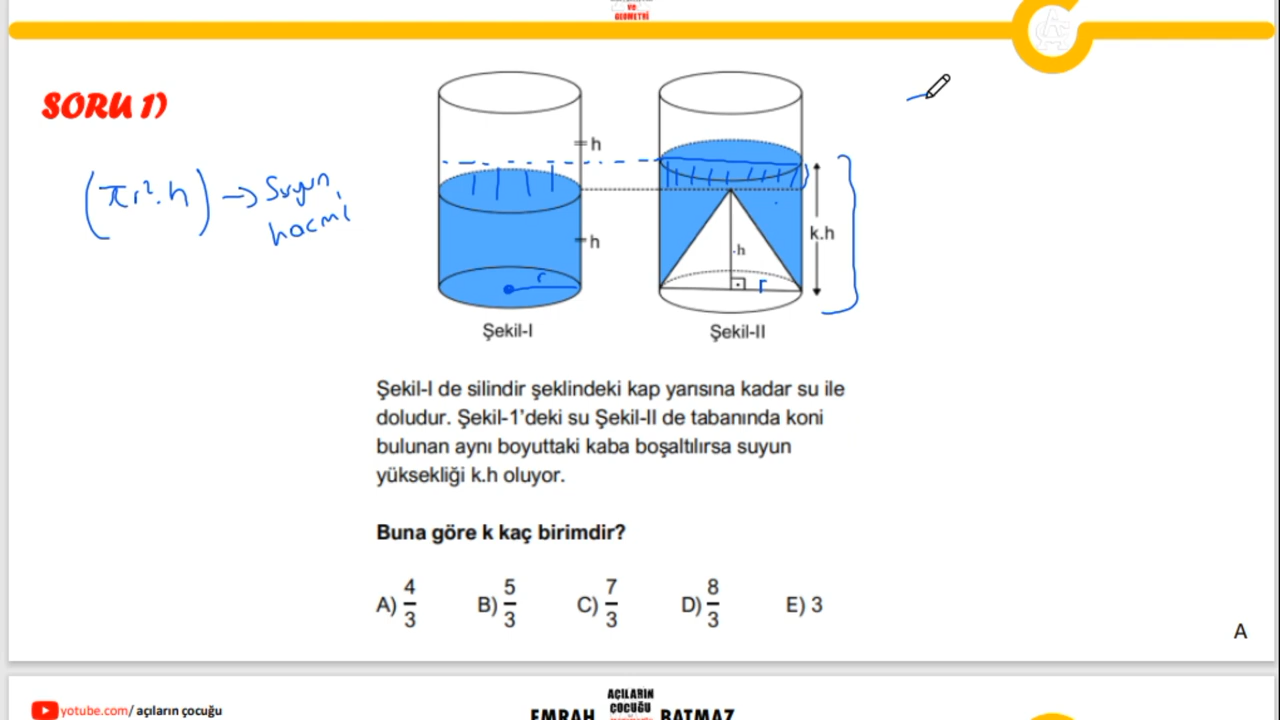 ve
GEOMETRİ
SORU 1)
(πr².h) → Suyun
hacmi
h
h
r
h
r
k.h
Şekil-I
Şekil-II
Şekil-I de silindir şeklindeki kap yarısına kadar su ile
doludur. Şekil-1'deki su Şekil-II de tabanında koni
bulunan aynı boyuttaki kaba boşaltılırsa suyun
yüksekliği k.h oluyor.
Buna göre k kaç birimdir?
A) 4/3 B) 5/3 C) 7/3 D) 8/3 E) 3
A
yotube.com/ açıların çocuğu
EMRAH
AÇILARIN
ÇOCUĞU
BATMAZ